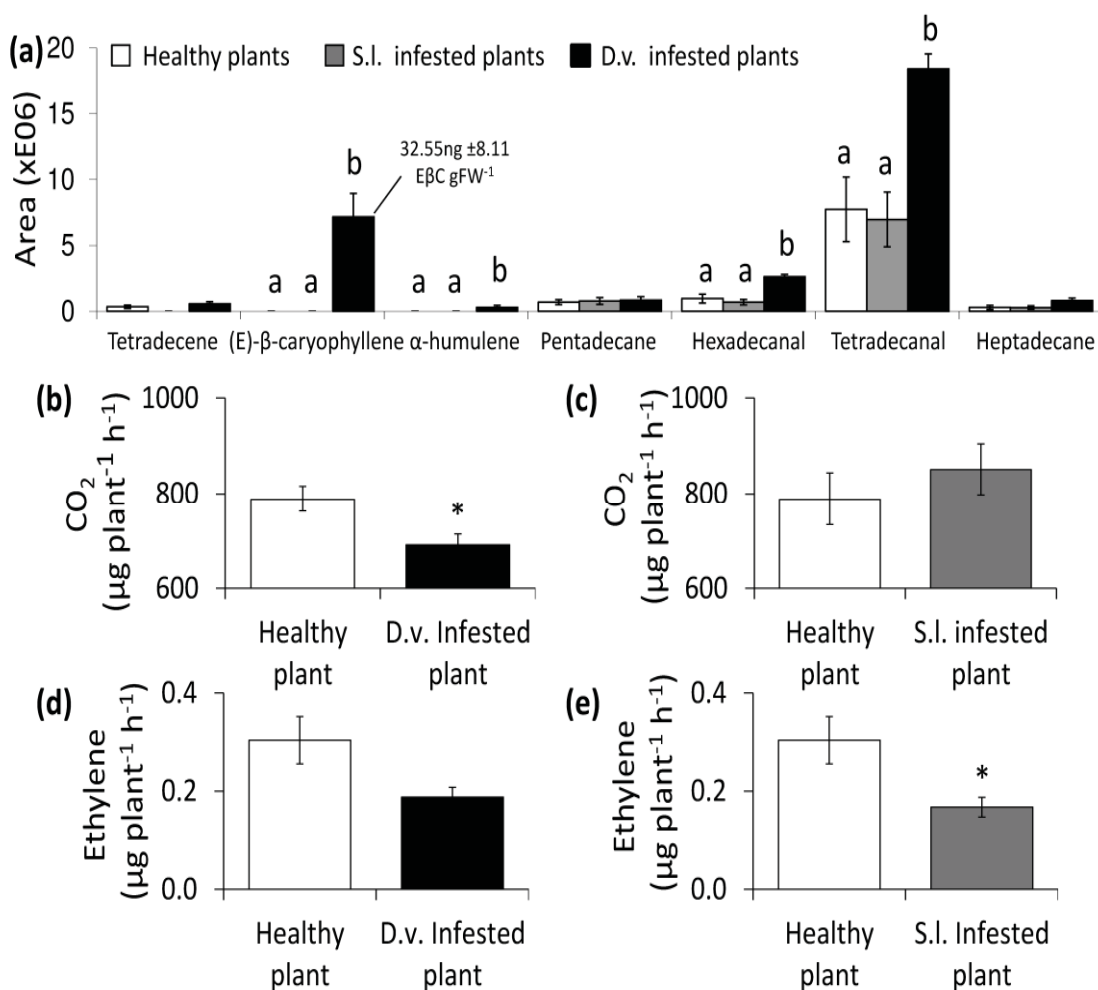 (a)
20
15
10
5
0
Area (xE06)
Healthy plants
S.l. infested plants
D.v. infested plants
a a b
32.55ng ±8.11
EβC gFW⁻¹
a a b
a a b
a a b
Tetradecene (E)-β-caryophyllene α-humulene Pentadecane Hexadecanal Tetradecanal Heptadecane
(b)
CO₂
(µg plant⁻¹ h⁻¹)
1000
800
600
*
Healthy D.v. Infested
plant plant
(c)
CO₂
(µg plant⁻¹ h⁻¹)
1000
800
600
Healthy S.l. infested
plant plant
(d)
Ethylene
(µg plant⁻¹ h⁻¹)
0.4
0.2
0.0
Healthy D.v. Infested
plant plant
(e)
Ethylene
(µg plant⁻¹ h⁻¹)
0.4
0.2
0.0
*
Healthy S.l. Infested
plant plant